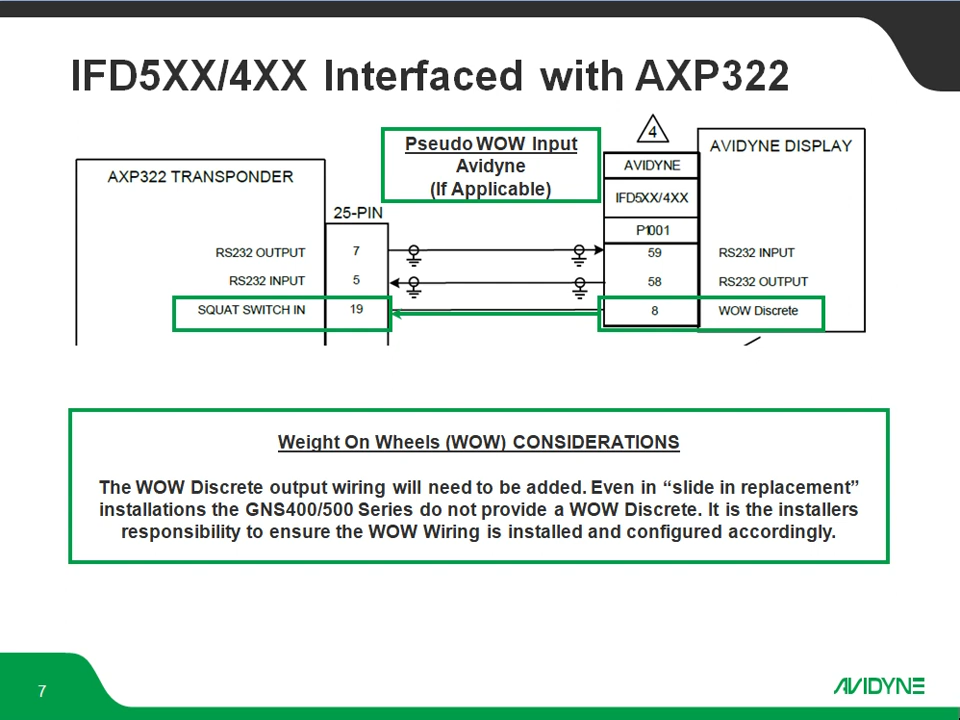 IFD5XX/4XX Interfaced with AXP322
Pseudo WOW Input
Avidyne
(If Applicable)
4
AVIDYNE DISPLAY
AVIDYNE
IFD5XX/4XX
P1001
AXP322 TRANSPONDER
25-PIN
RS232 OUTPUT 7 59 RS232 INPUT
RS232 INPUT 5 58 RS232 OUTPUT
SQUAT SWITCH IN 19 8 WOW Discrete
Weight On Wheels (WOW) CONSIDERATIONS
The WOW Discrete output wiring will need to be added. Even in “slide in replacement”
installations the GNS400/500 Series do not provide a WOW Discrete. It is the installers
responsibility to ensure the WOW Wiring is installed and configured accordingly.
7
AVIDYNE